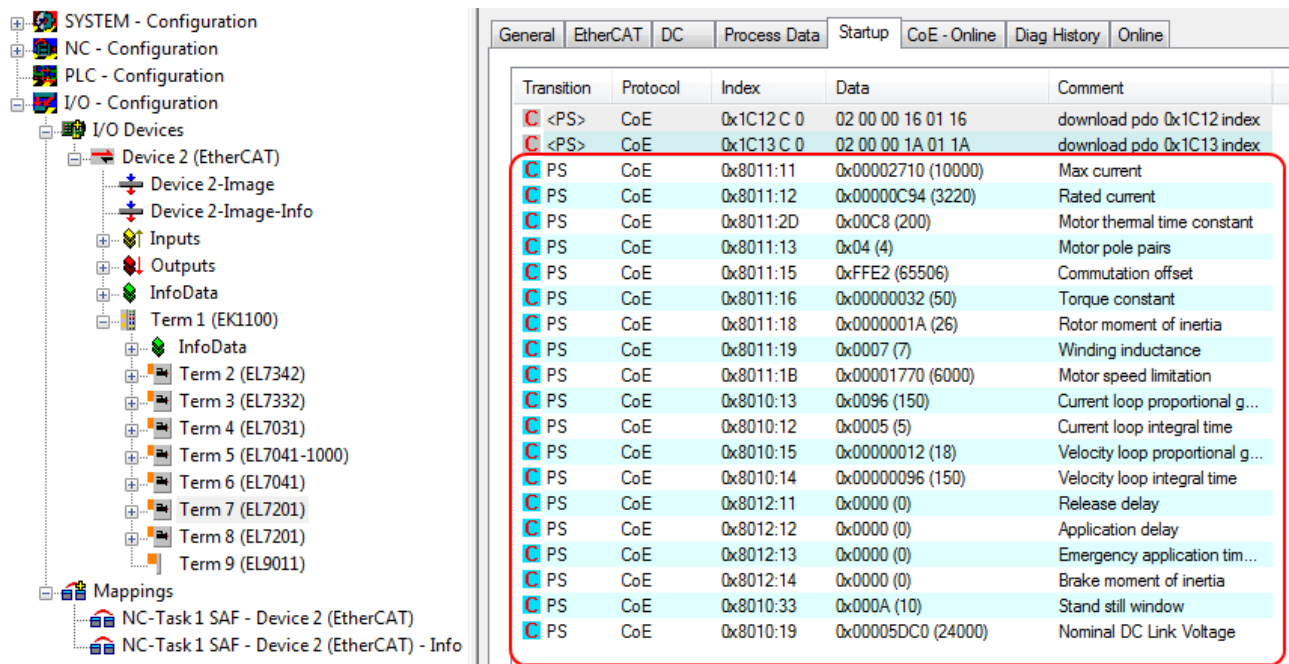 SYSTEM - Configuration
NC - Configuration
PLC - Configuration
I/O - Configuration
I/O Devices
Device 2 (EtherCAT)
Device 2-Image
Device 2-Image-Info
Inputs
Outputs
InfoData
Term 1 (EK1100)
InfoData
Term 2 (EL7342)
Term 3 (EL7332)
Term 4 (EL7031)
Term 5 (EL7041-1000)
Term 6 (EL7041)
Term 7 (EL7201)
Term 8 (EL7201)
Term 9 (EL9011)
Mappings
NC-Task 1 SAF - Device 2 (EtherCAT)
NC-Task 1 SAF - Device 2 (EtherCAT) - Info
General EtherCAT DC Process Data Startup CoE - Online Diag History Online
Transition Protocol Index Data Comment
C <PS> CoE 0x1C12 C 0 02 00 00 16 01 16 download pdo 0x1C12 index
C <PS> CoE 0x1C13 C 0 02 00 00 1A 01 1A download pdo 0x1C13 index
C PS CoE 0x8011:11 0x00002710 (10000) Max current
C PS CoE 0x8011:12 0x00000C94 (3220) Rated current
C PS CoE 0x8011:2D 0x00C8 (200) Motor thermal time constant
C PS CoE 0x8011:13 0x04 (4) Motor pole pairs
C PS CoE 0x8011:15 0xFFE2 (65506) Commutation offset
C PS CoE 0x8011:16 0x00000032 (50) Torque constant
C PS CoE 0x8011:18 0x0000001A (26) Rotor moment of inertia
C PS CoE 0x8011:19 0x0007 (7) Winding inductance
C PS CoE 0x8011:1B 0x00001770 (6000) Motor speed limitation
C PS CoE 0x8010:13 0x0096 (150) Current loop proportional g...
C PS CoE 0x8010:12 0x0005 (5) Current loop integral time
C PS CoE 0x8010:15 0x00000012 (18) Velocity loop proportional g...
C PS CoE 0x8010:14 0x00000096 (150) Velocity loop integral time
C PS CoE 0x8012:11 0x0000 (0) Release delay
C PS CoE 0x8012:12 0x0000 (0) Application delay
C PS CoE 0x8012:13 0x0000 (0) Emergency application tim...
C PS CoE 0x8012:14 0x0000 (0) Brake moment of inertia
C PS CoE 0x8010:33 0x000A (10) Stand still window
C PS CoE 0x8010:19 0x00005DC0 (24000) Nominal DC Link Voltage